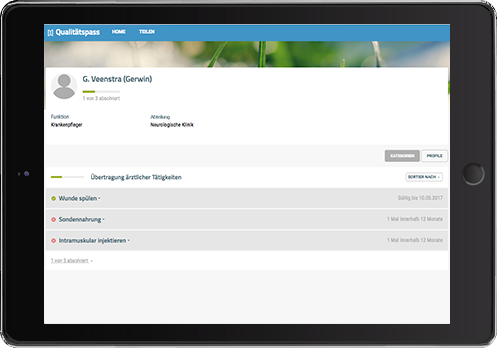 Qualitätspass HOME TEILEN
G. Veenstra (Gerwin)
1 von 3 absolviert
Funktion Abteilung
Krankenpfleger Neurologische Klinik
KATEGORIEN PROFILE
Übertragung ärztlicher Tätigkeiten SORTIER NACH
Wunde spülen Gültig bis 10.05.2017
Sondennahrung 1 Mal innerhalb 12 Monate
Intramuskular injektieren 1 Mal innerhalb 12 Monate
1 von 3 absolviert